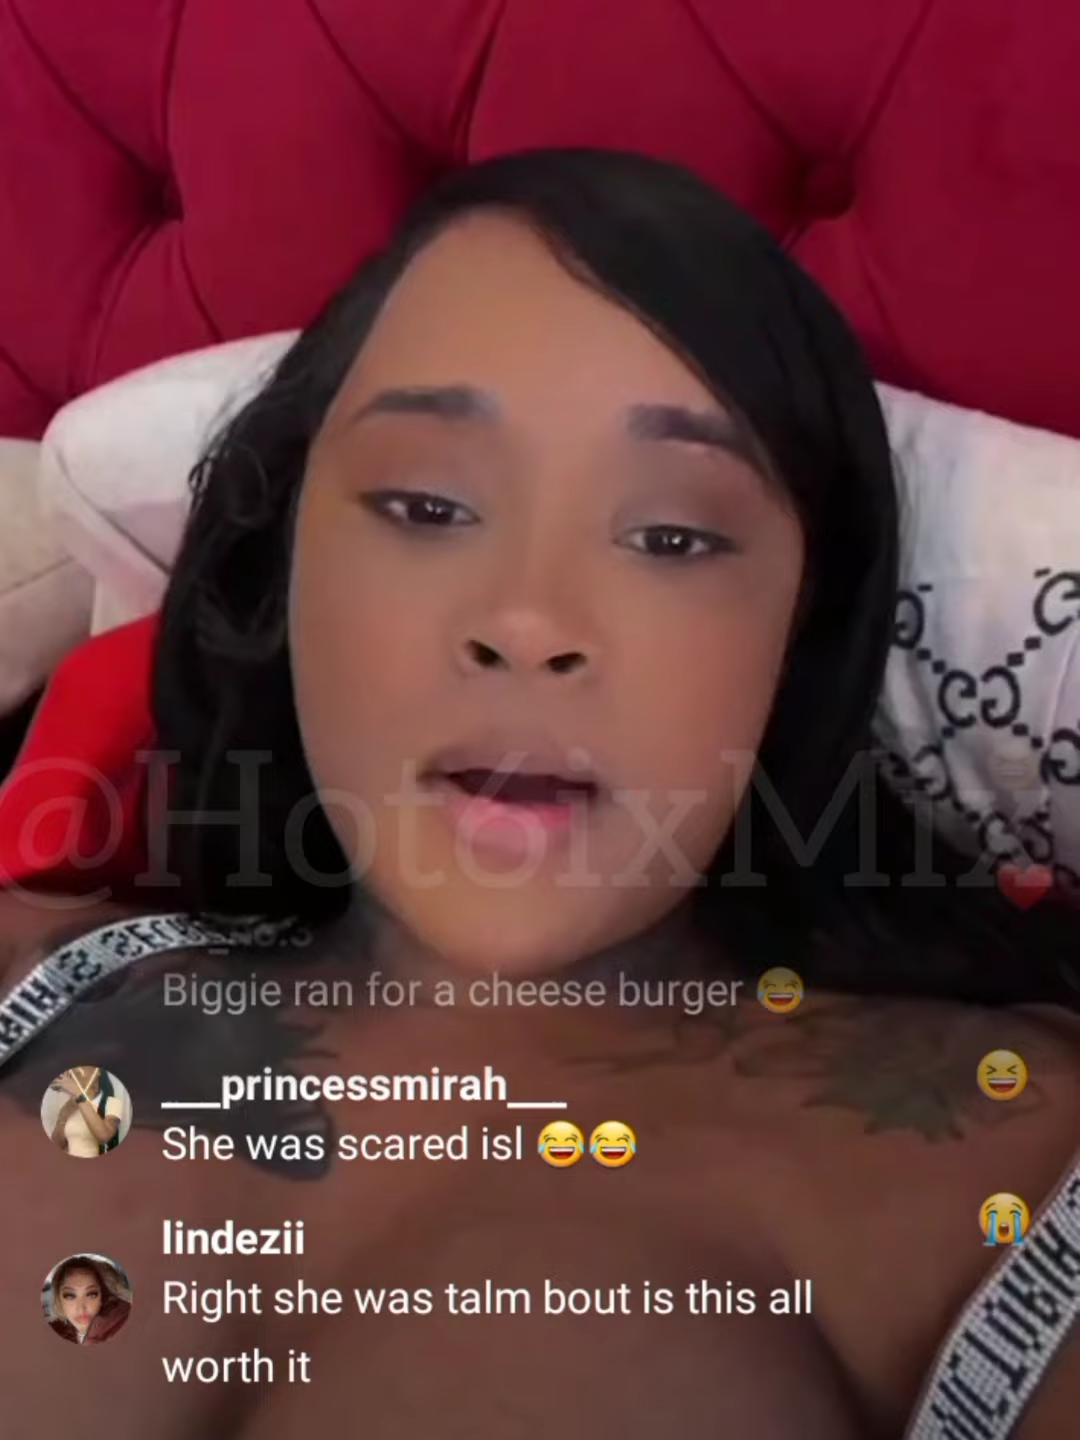 @Hot6ixMix
Biggie ran for a cheese burger 😂
___princessmirah___
She was scared isl 😂😂
lindezii
Right she was talm bout is this all
worth it